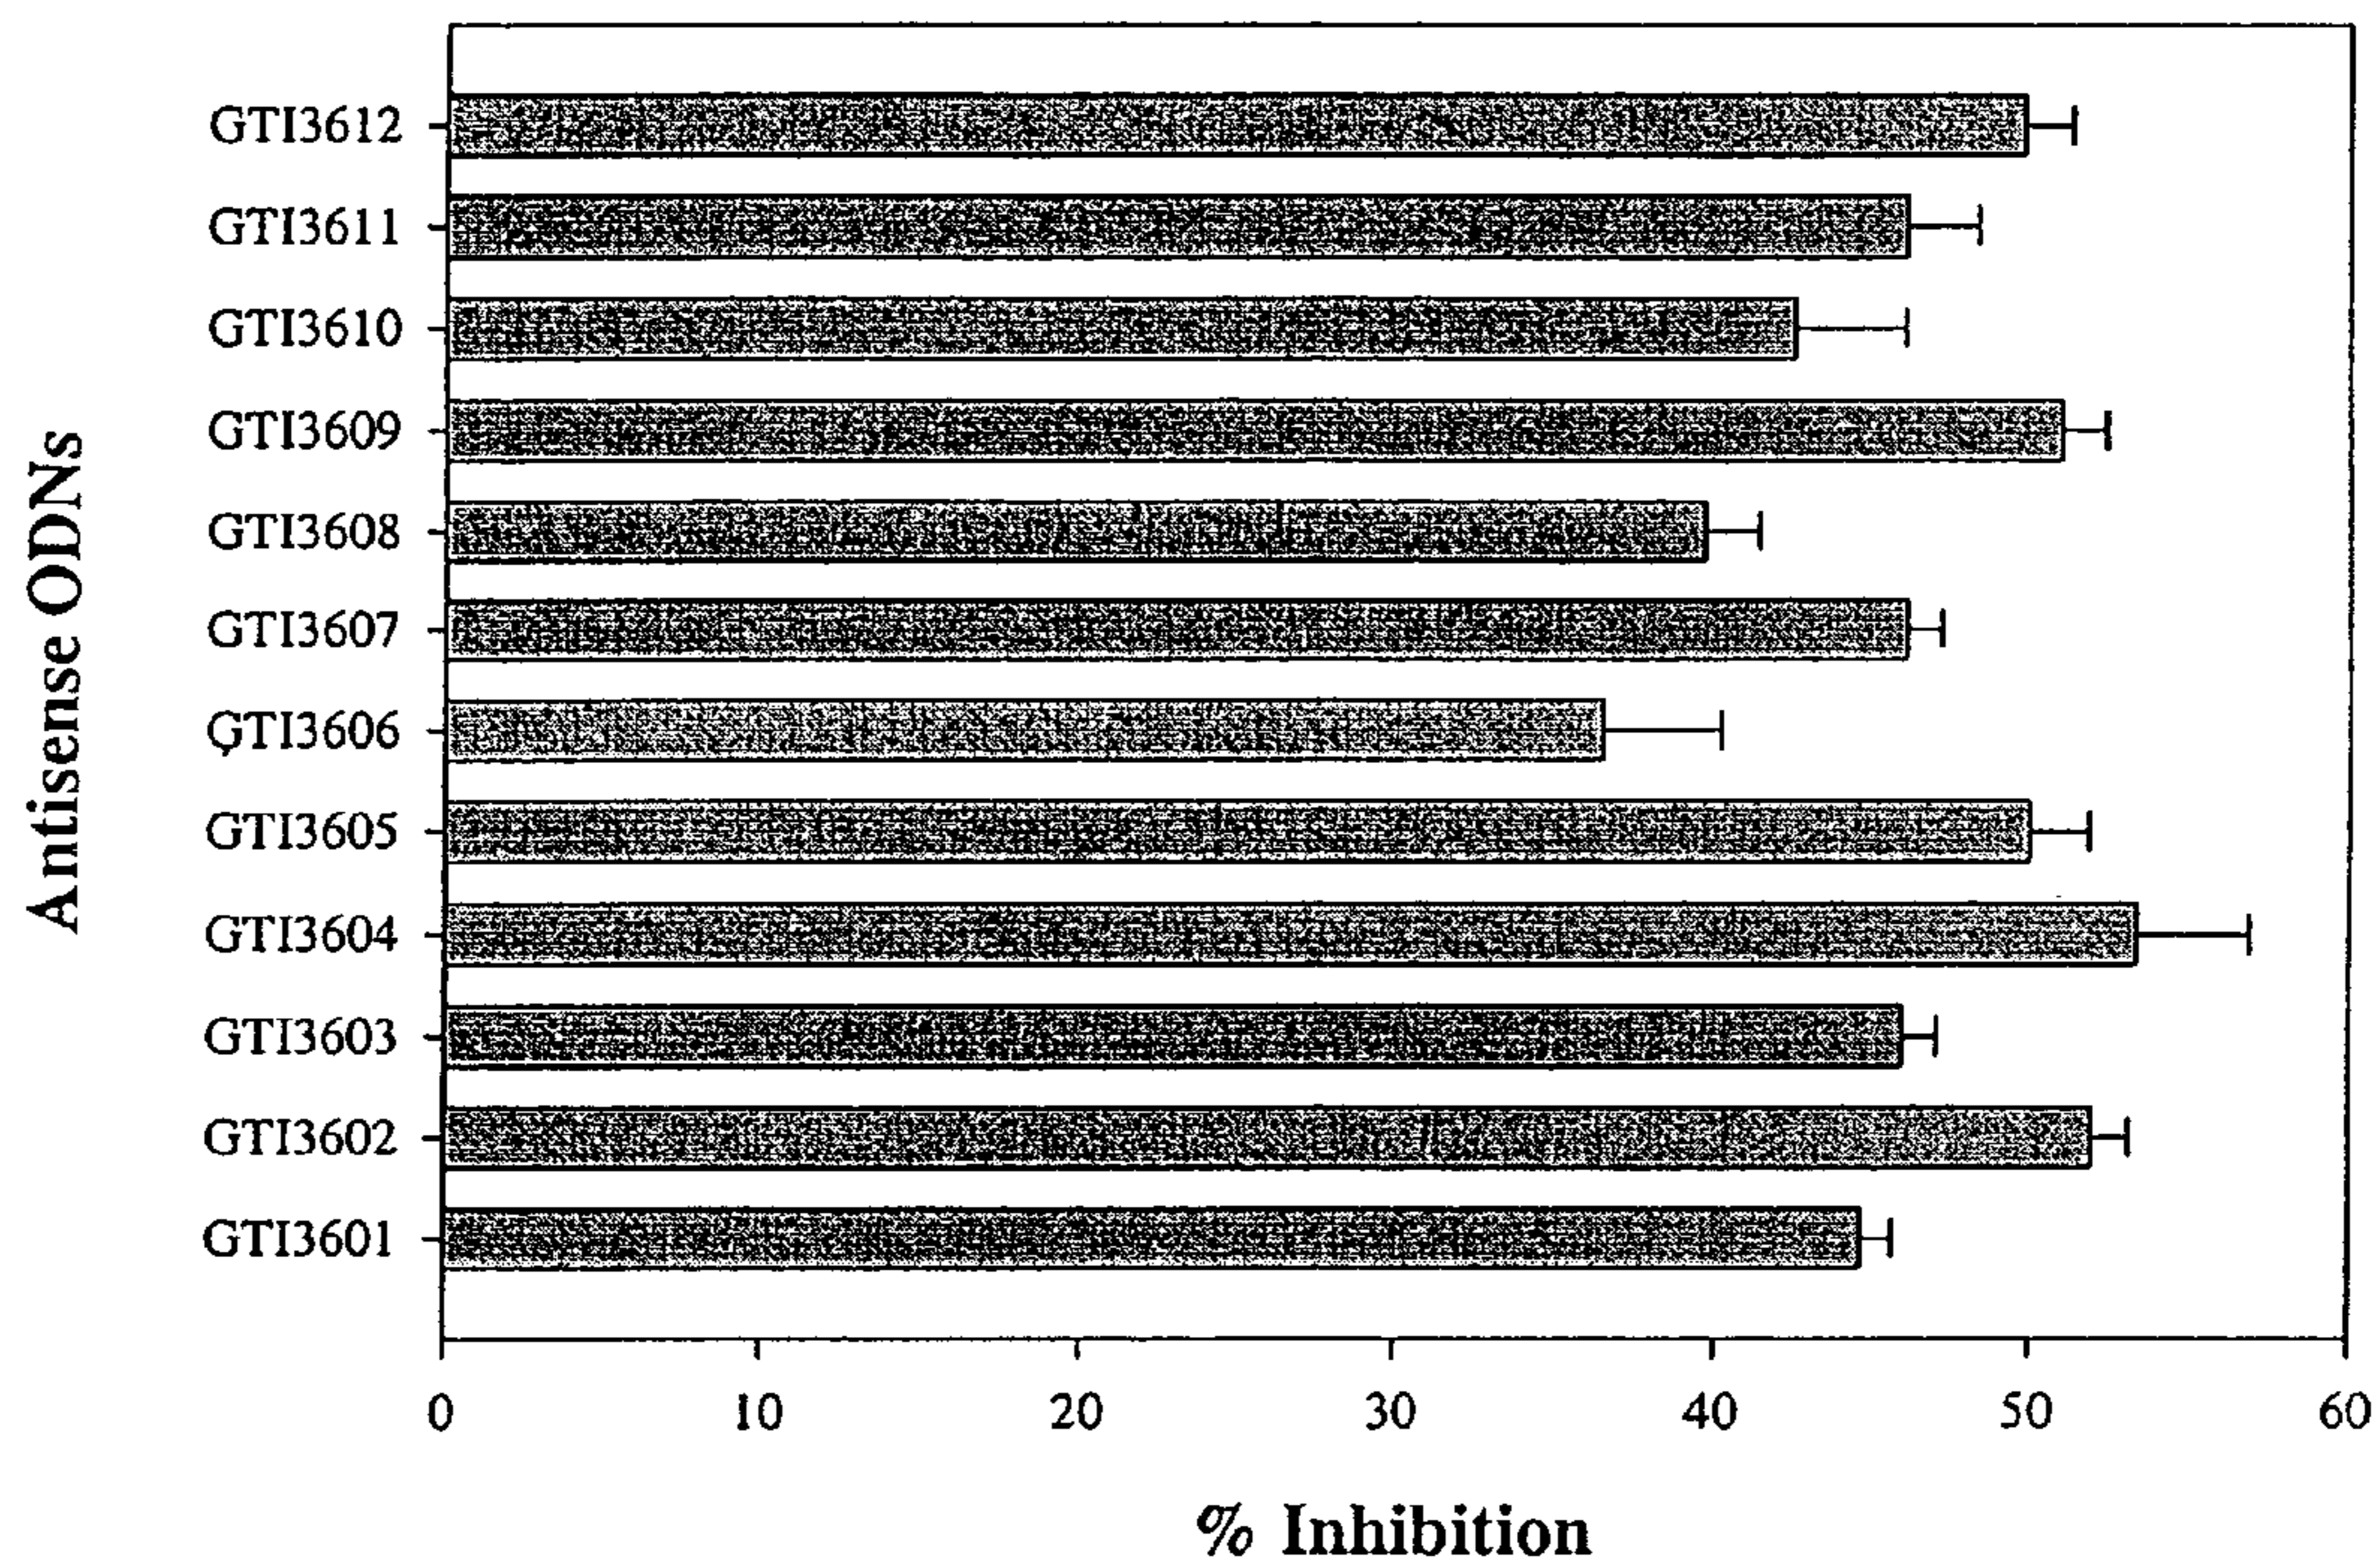 Antisense ODNs
GTI3612
GTI3611
GTI3610
GTI3609
GTI3608
GTI3607
GTI3606
GTI3605
GTI3604
GTI3603
GTI3602
GTI3601
0 10 20 30 40 50 60
% Inhibition